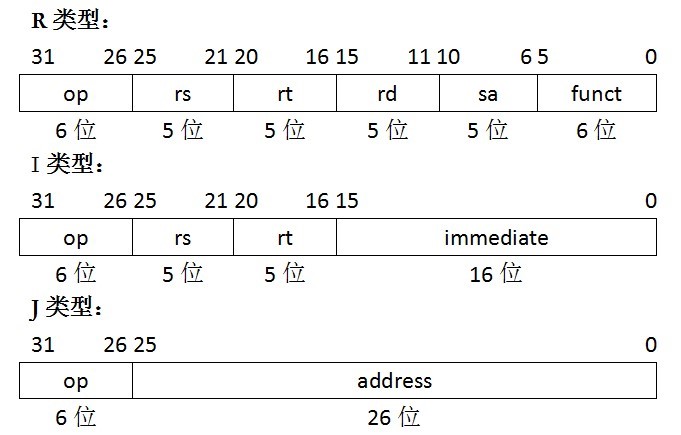 R 类型：
31 26 25 21 20 16 15 11 10 6 5 0
op rs rt rd sa funct
6 位 5 位 5 位 5 位 5 位 6 位
I 类型：
31 26 25 21 20 16 15 0
op rs rt immediate
6 位 5 位 5 位 16 位
J 类型：
31 26 25 0
op address
6 位 26 位